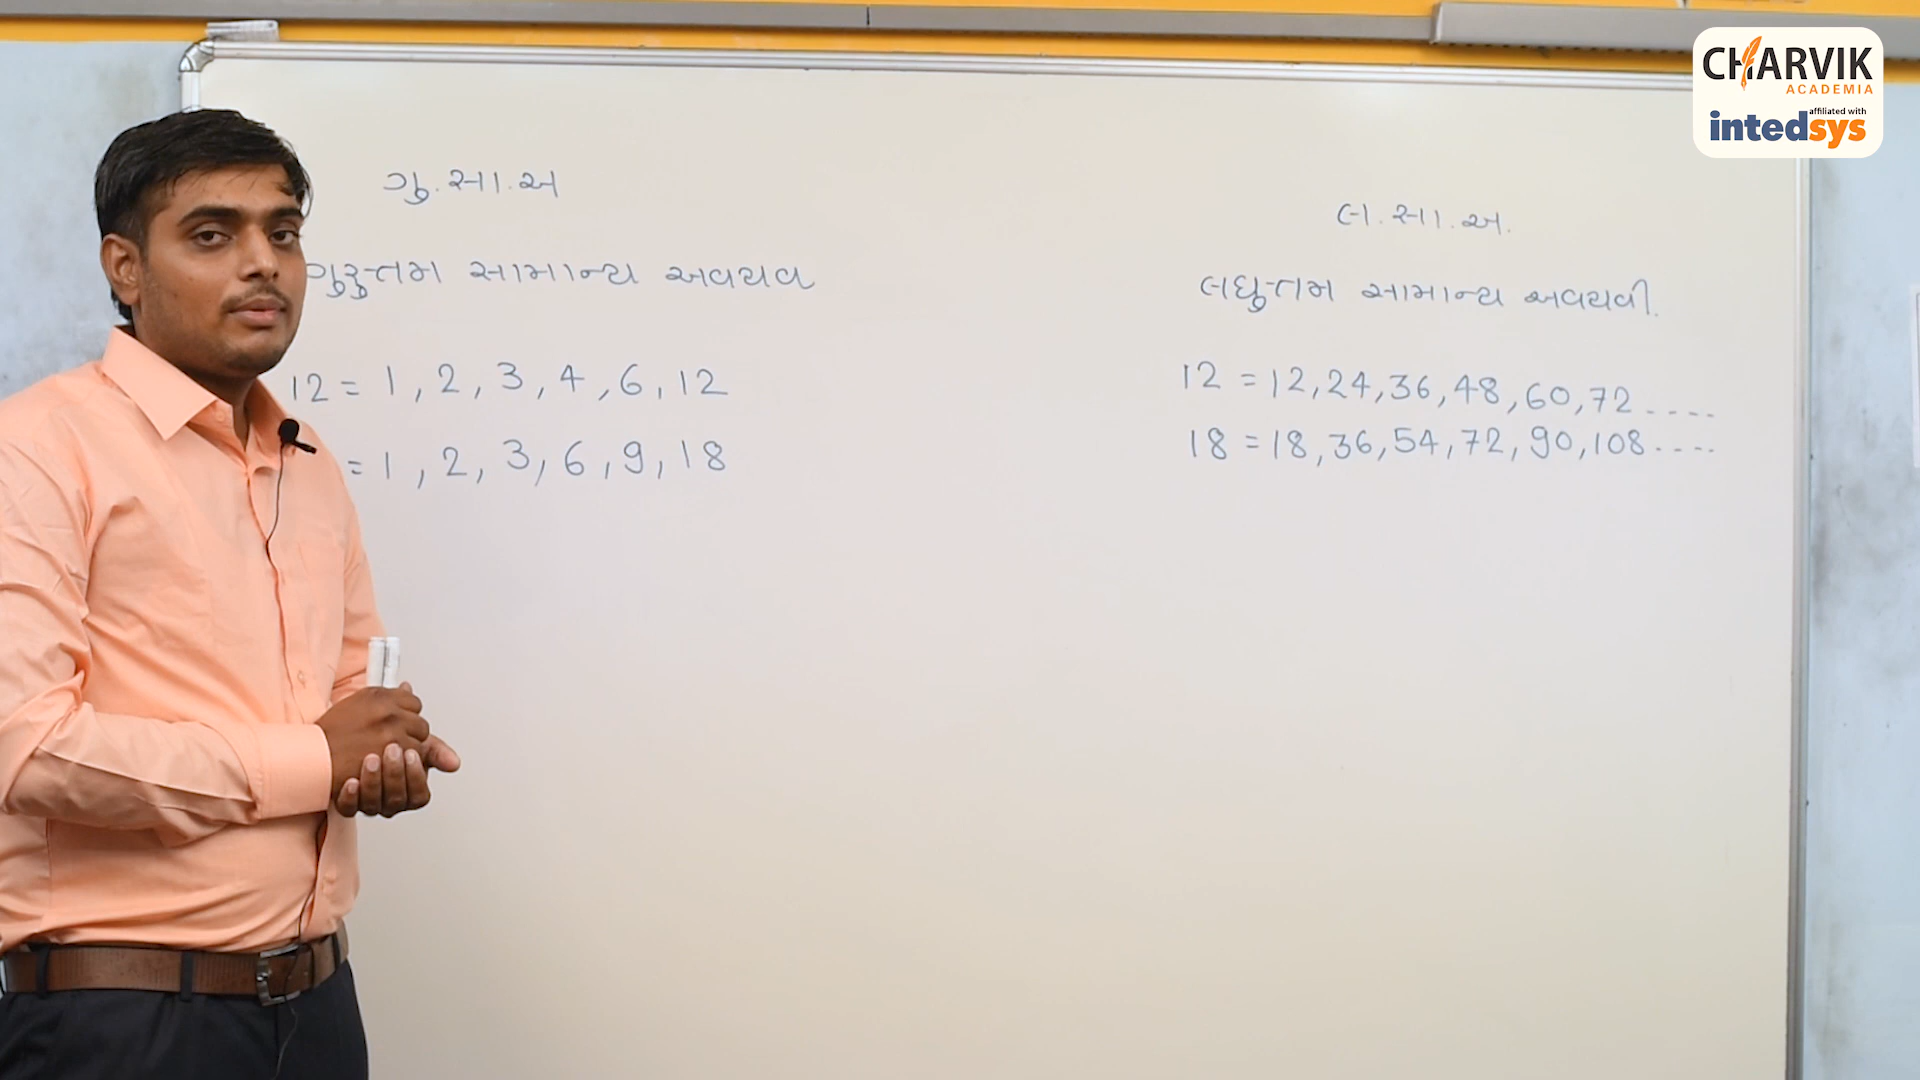 ગુ.સા.અ
ગુરુત્તમ સામાન્ય અવયવ
12 = 1, 2, 3, 4, 6, 12
= 1, 2, 3, 6, 9, 18
લ.સા.અ.
લઘુત્તમ સામાન્ય અવયવી.
12 = 12, 24, 36, 48, 60, 72 ....
18 = 18, 36, 54, 72, 90, 108 ....
CHARVIK
ACADEMIA
affiliated with
intedsys